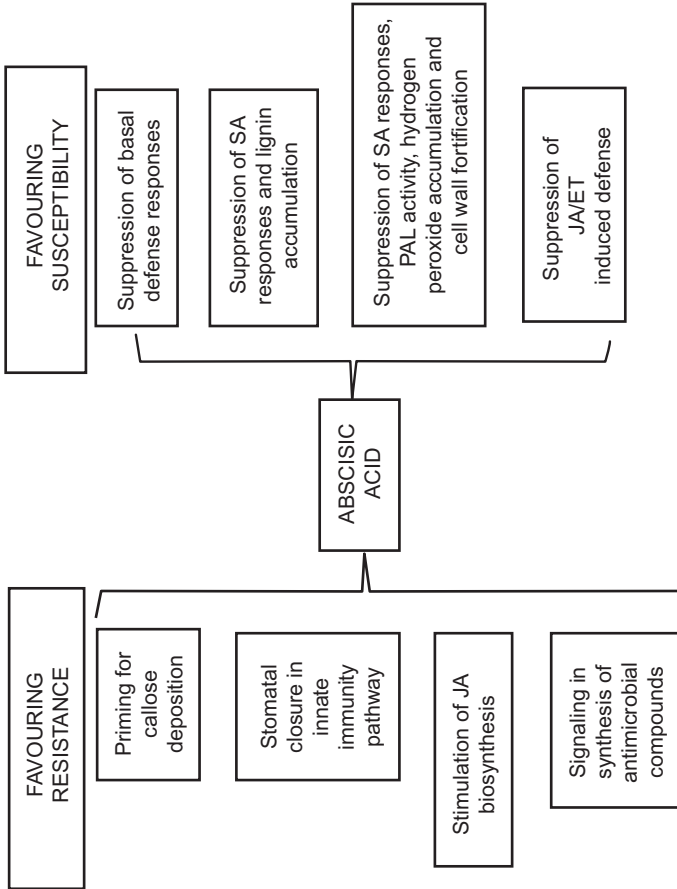 FAVOURING
RESISTANCE
Priming for
callose
deposition
Stomatal
closure in
innate
immunity
pathway
Stimulation of JA
biosynthesis
Signaling in
synthesis of
antimicrobial
compounds
ABSCISIC
ACID
FAVOURING
SUSCEPTIBILITY
Suppression of basal
defense responses
Suppression of SA
responses and lignin
accumulation
Suppression of SA responses,
PAL activity, hydrogen
peroxide accumulation and
cell wall fortification
Suppression of
JA/ET
induced defense